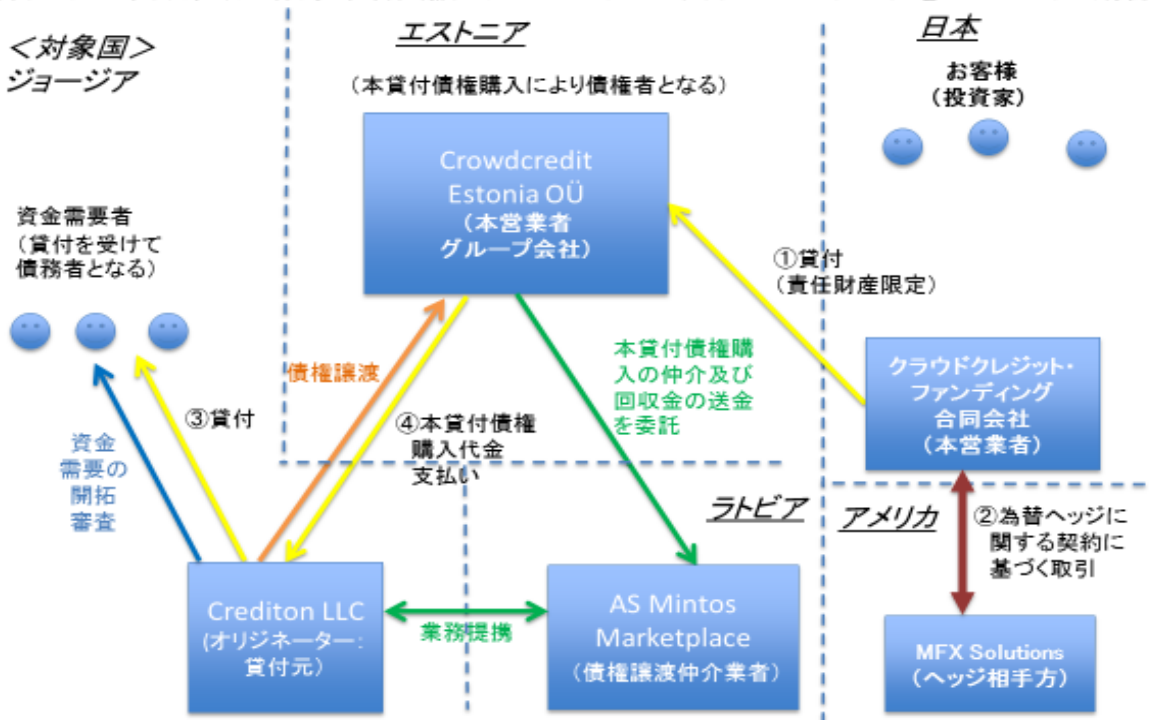 ＜対象国＞
ジョージア
エストニア
日本
（本貸付債権購入により債権者となる）
お客様
（投資家）
Crowdcredit
Estonia OÜ
（本営業者
グループ会社）
資金需要者
（貸付を受けて
債務者となる）
①貸付
（責任財産限定）
債権譲渡
本貸付債権購
入の仲介及び
回収金の送金
を委託
クラウドクレジット・
ファンディング
合同会社
（本営業者）
③貸付
④本貸付債権
購入代金
支払い
資金
需要の
開拓
審査
ラトビア
アメリカ
②為替ヘッジに
関する契約に
基づく取引
Crediton LLC
(オリジネーター：
貸付元）
業務提携
AS Mintos
Marketplace
（債権譲渡仲介業者）
MFX Solutions
（ヘッジ相手方）